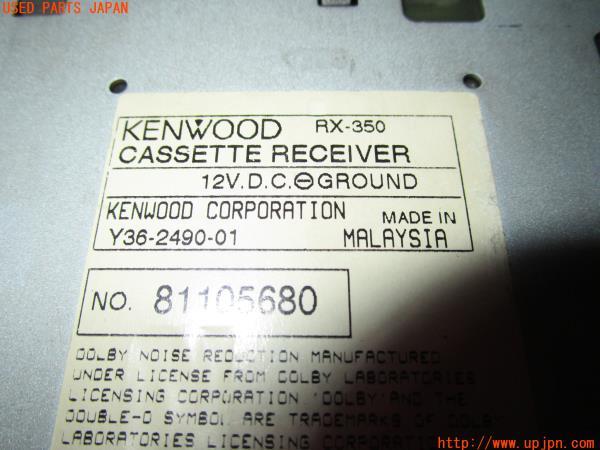 USED PARTS JAPAN
KENWOOD RX-350
CASSETTE RECEIVER
12V.D.C.⊖GROUND
KENWOOD CORPORATION MADE IN
Y36-2490-01 MALAYSIA
NO. 81105680
DOLBY NOISE REDUCTION MANUFACTURED
UNDER LICENSE FROM DOLBY LABORATORIES
LICENSING CORPORATION 'DOLBY'AND THE
DOUBLE-D SYMBOL ARE TRADEMARKS OF DOLBY
LABORATORIES LICENSING CORPORATION
http://www.upjpn.com/